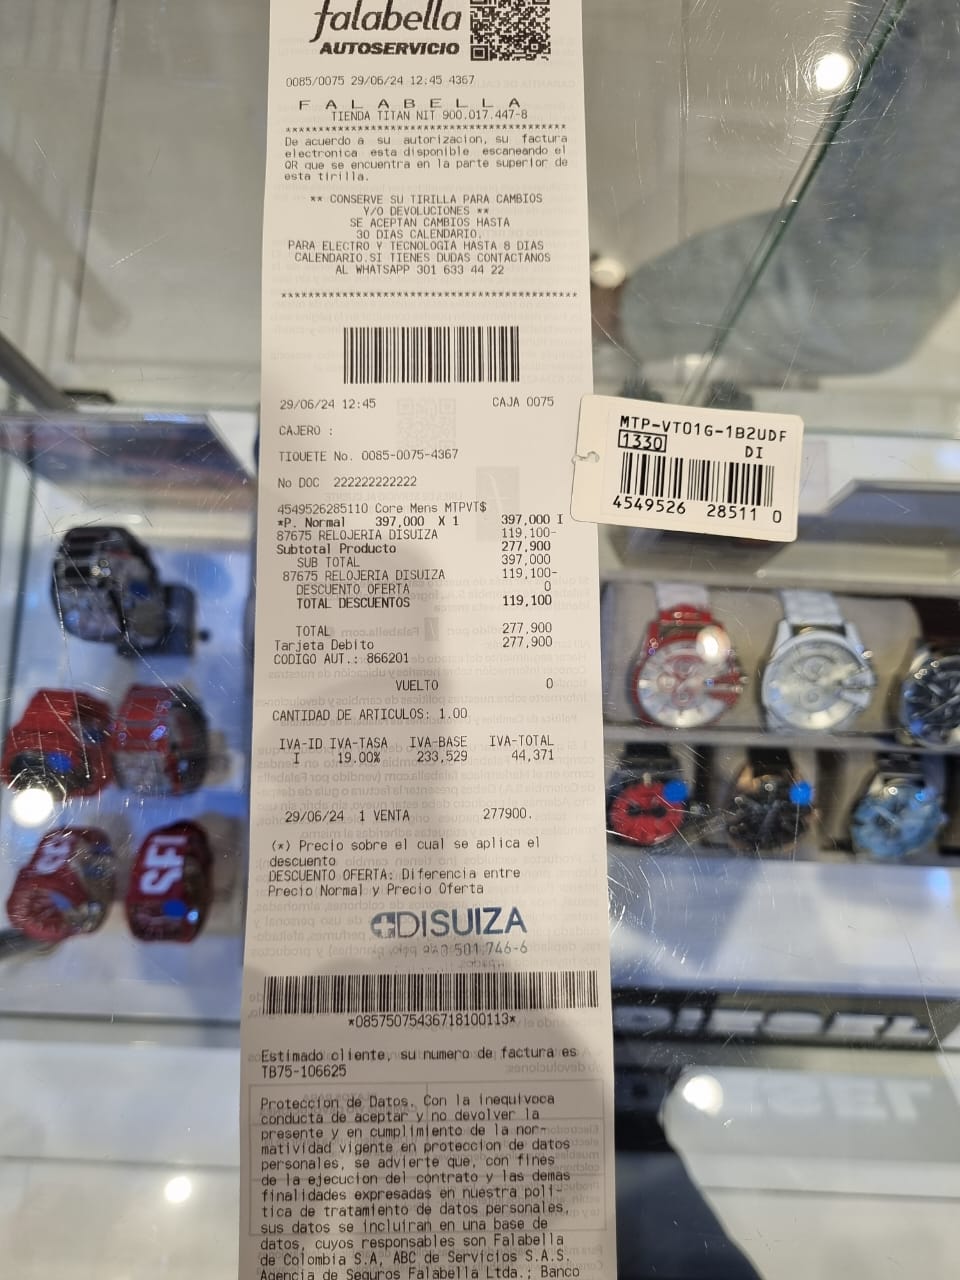 falabella
AUTOSERVICIO
0085/0075 29/06/24 12:45 4367
F A L A B E L L A
TIENDA TITAN NIT 900.017.447-8
De acuerdo a su autorizacion, su factura
electronica esta disponible escaneando el
QR que se encuentra en la parte superior de
esta tirilla.
** CONSERVE SU TIRILLA PARA CAMBIOS
Y/O DEVOLUCIONES **
SE ACEPTAN CAMBIOS HASTA
30 DIAS CALENDARIO.
PARA ELECTRO Y TECNOLOGIA HASTA 8 DIAS
CALENDARIO.SI TIENES DUDAS CONTACTANOS
AL WHATSAPP 301 633 44 22
29/06/24 12:45 CAJA 0075
CAJERO :
TIQUETE No. 0085-0075-4367
No DOC 222222222222
4549526285110 Core Mens MTPVT$
*P. Normal 397,000 X 1 397,000 I
87675 RELOJERIA DISUIZA 119,100-
Subtotal Producto 277,900
SUB TOTAL 397,000
87675 RELOJERIA DISUIZA 119,100-
DESCUENTO OFERTA 0
TOTAL DESCUENTOS 119,100
TOTAL 277,900
Tarjeta Debito 277,900
CODIGO AUT.: 866201
VUELTO 0
CANTIDAD DE ARTICULOS: 1.00
IVA-ID IVA-TASA IVA-BASE IVA-TOTAL
I 19.00% 233,529 44,371
29/06/24 1 VENTA 277900.
(*) Precio sobre el cual se aplica el
descuento
DESCUENTO OFERTA: Diferencia entre
Precio Normal y Precio Oferta
DISUIZA
501.746-6
*08575075436718100113*
Estimado cliente, su numero de factura es
TB75-106625
Proteccion de Datos. Con la inequivoca
conducta de aceptar y no devolver la
presente y en cumplimiento de la nor-
matividad vigente en proteccion de datos
personales, se advierte que, con fines
de la ejecucion del contrato y las demas
finalidades expresadas en nuestra poli-
tica de tratamiento de datos personales,
sus datos se incluiran en una base de
datos, cuyos responsables son Falabella
de Colombia S.A, ABC de Servicios S.A.S.
Agencia de Seguros Falabella Ltda.; Banco
MTP-VT01G-1B2UDF
1330 DI
4549526 28511 0